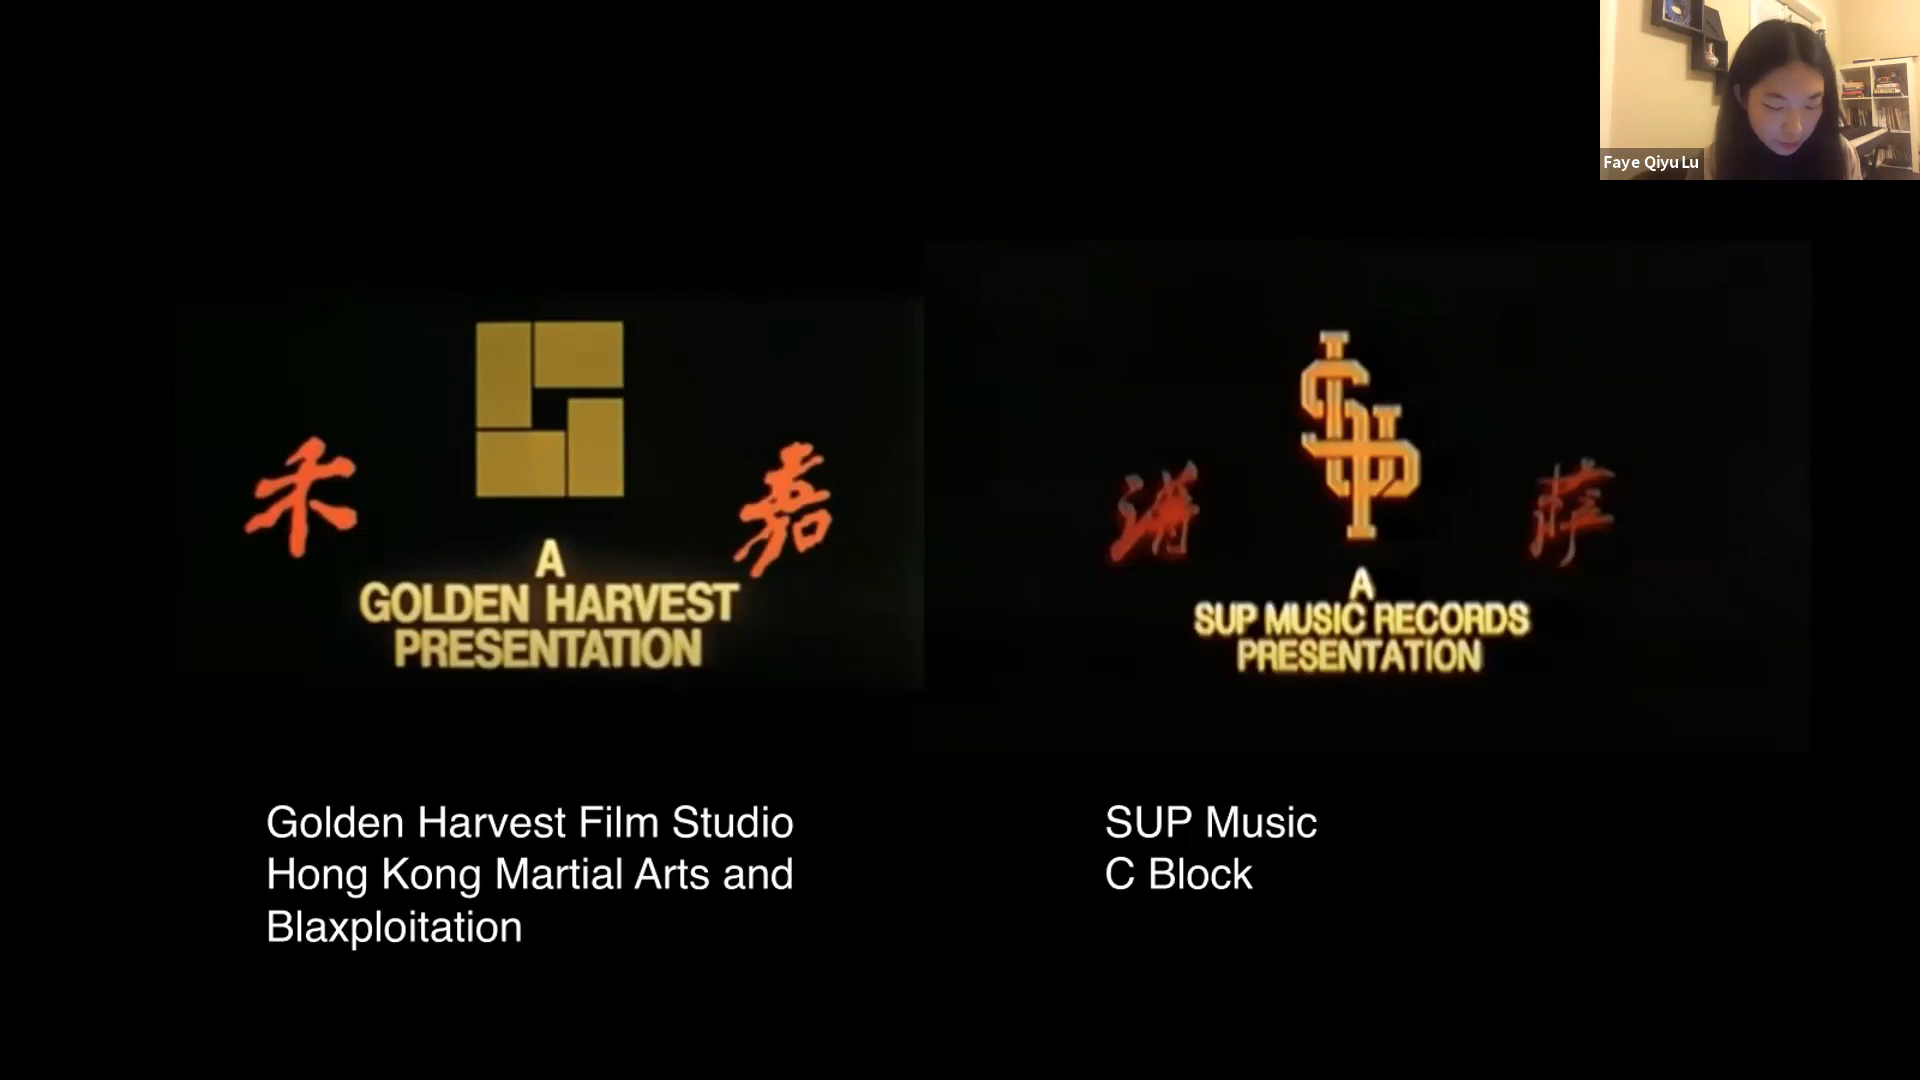 Faye Qiyu Lu
禾
嘉
A
GOLDEN HARVEST
PRESENTATION
SUP
A
SUP MUSIC RECORDS
PRESENTATION
Golden Harvest Film Studio
Hong Kong Martial Arts and
Blaxploitation
SUP Music
C Block